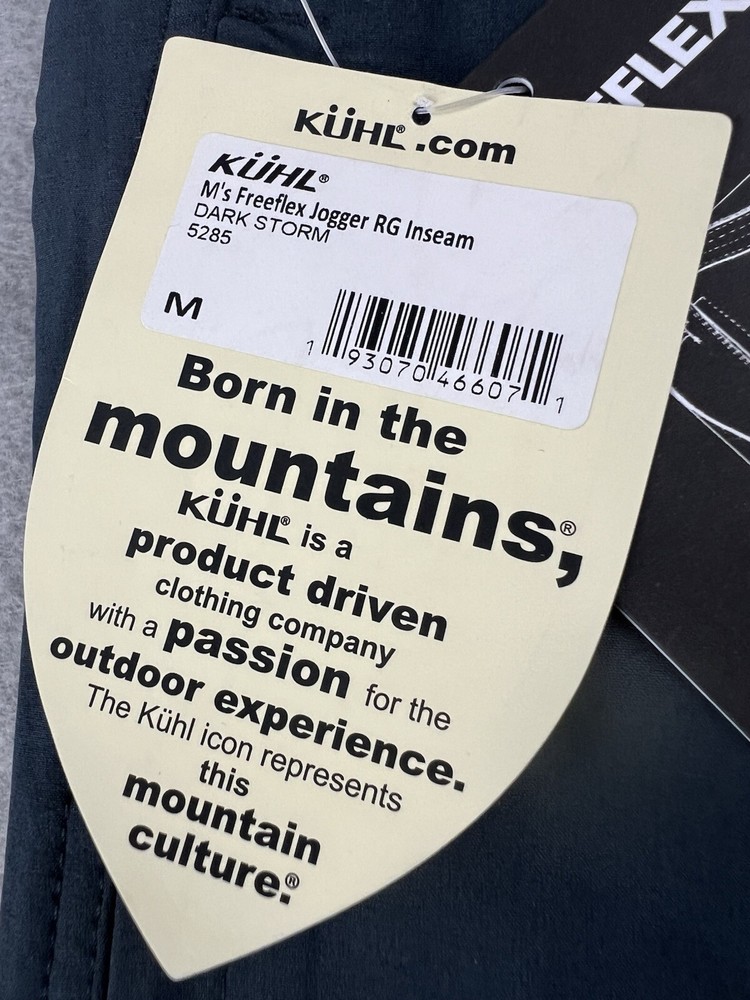 KÜHL® .com
KÜHL®
M's Freeflex Jogger RG Inseam
DARK STORM
5285
M
1 93070 46607 1
Born in the
mountains,®
KÜHL® is a
product driven
clothing company
with a passion for the
outdoor experience.
The Kühl icon represents
this
mountain
culture.®
FLEX